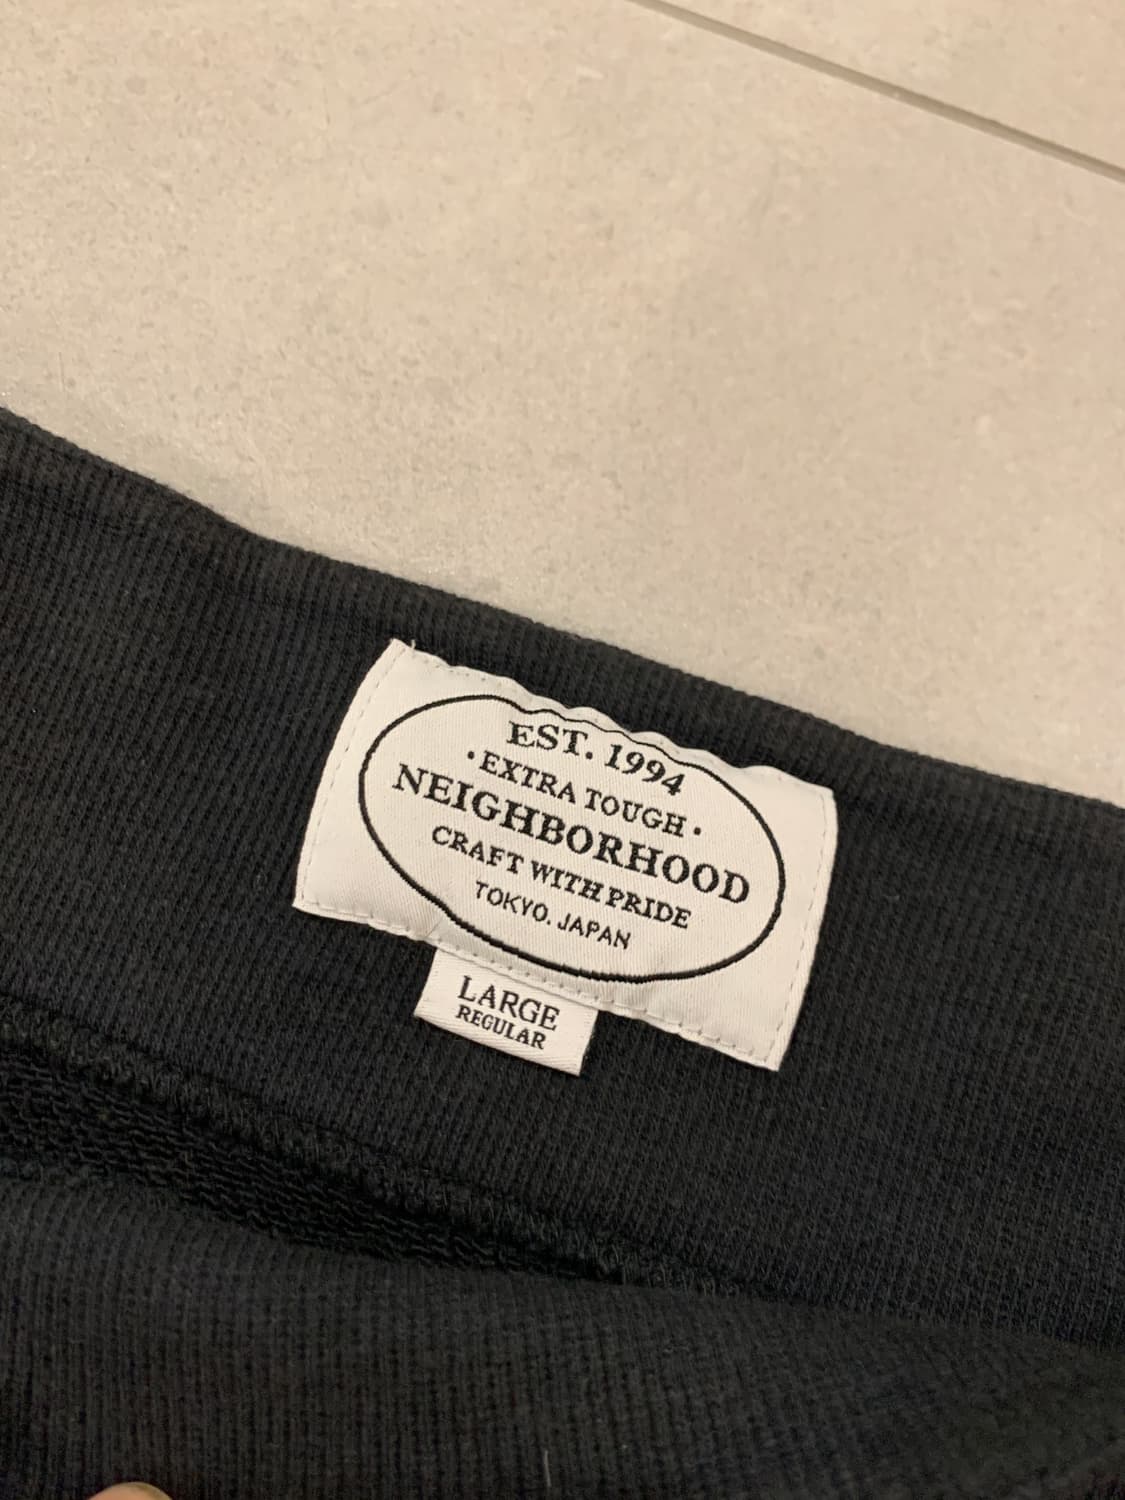 EST. 1994
·EXTRA TOUGH·
NEIGHBORHOOD
CRAFT WITH PRIDE
TOKYO. JAPAN
LARGE
REGULAR